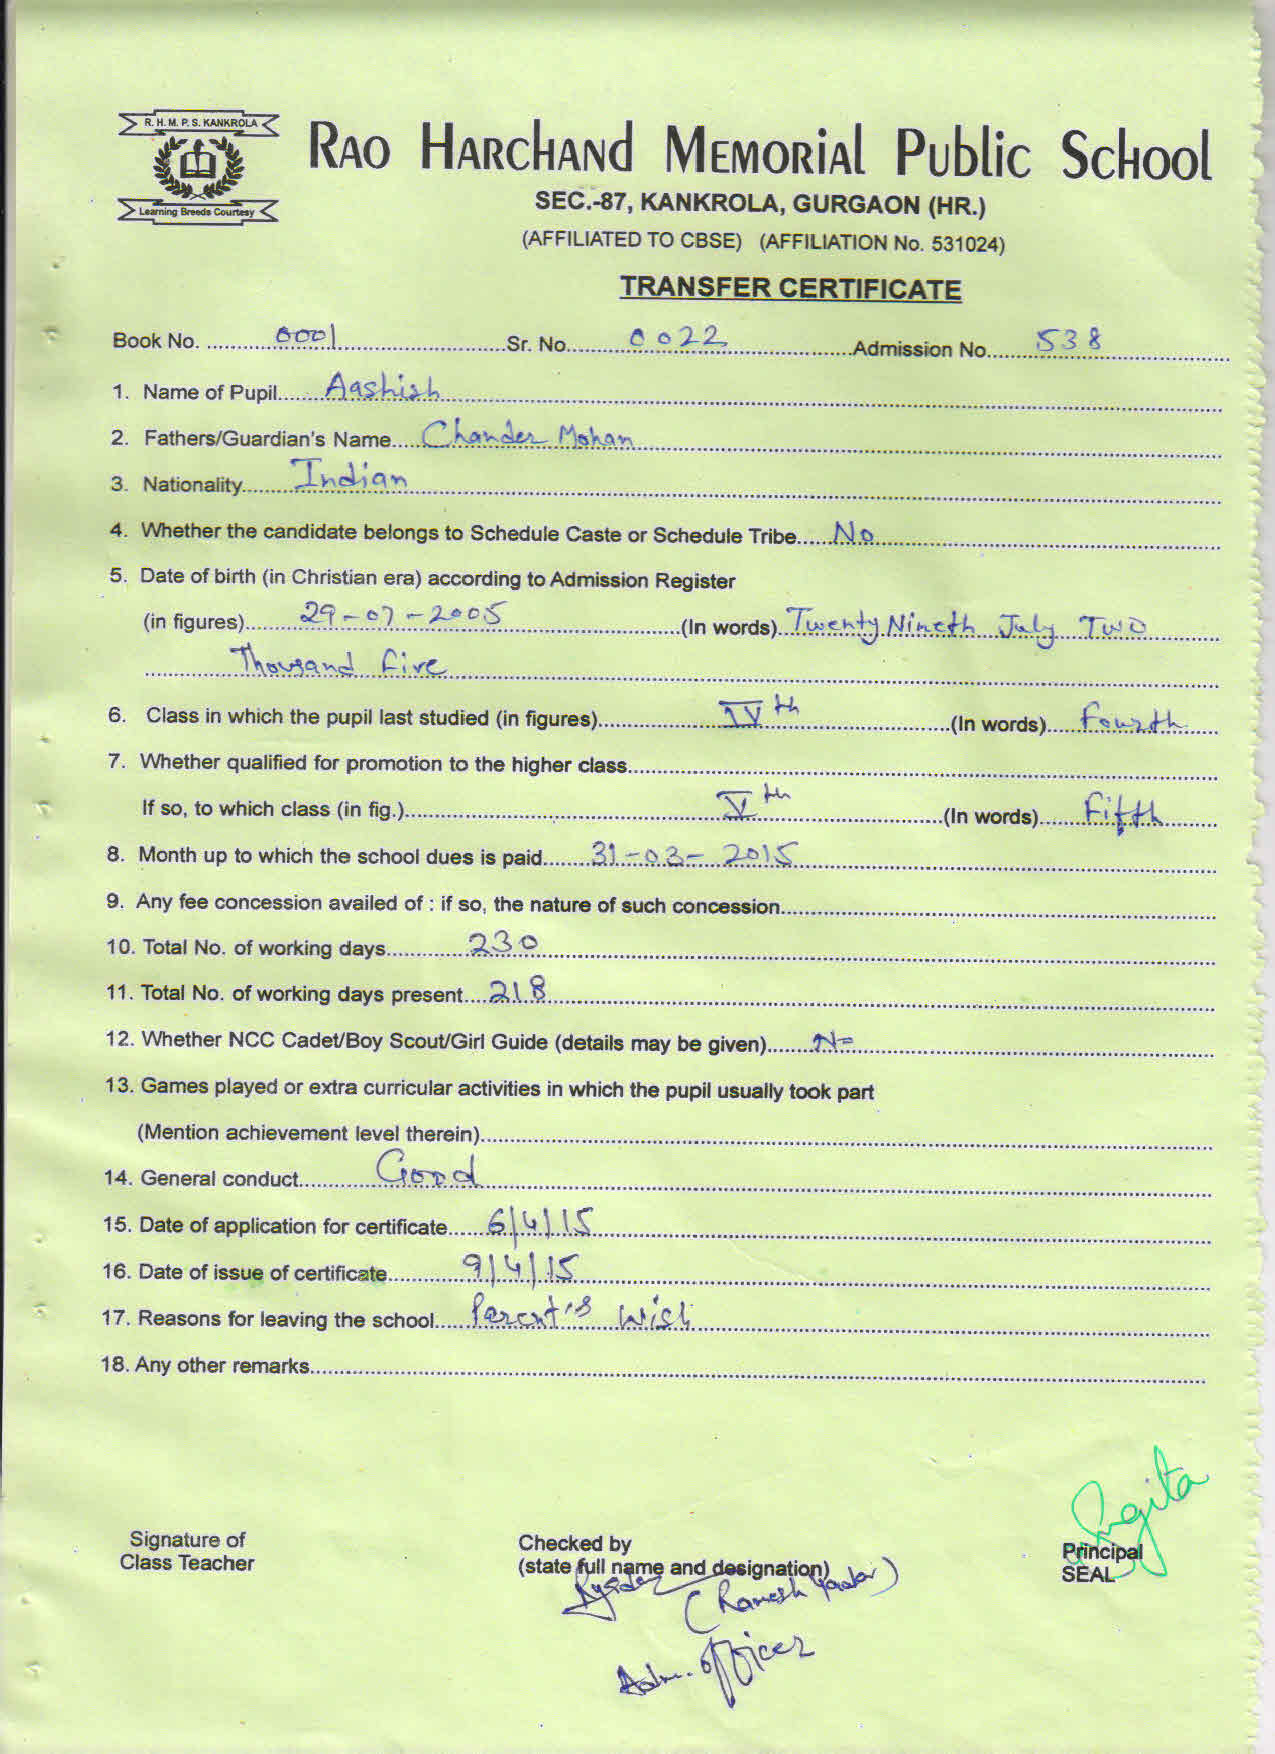 R. H. M. P. S. KANKROLA
Learning Breeds Courtesy
RAO HARCHANd MEMORIAl Public School
SEC.-87, KANKROLA, GURGAON (HR.)
(AFFILIATED TO CBSE) (AFFILIATION No. 531024)
TRANSFER CERTIFICATE
Book No. 0001 Sr. No. 0022 Admission No. 538
1. Name of Pupil Aashish
2. Fathers/Guardian's Name Chander Mohan
3. Nationality Indian
4. Whether the candidate belongs to Schedule Caste or Schedule Tribe No
5. Date of birth (in Christian era) according to Admission Register
(in figures) 29-07-2005 (In words) Twenty Nineth July Two
Thousand five
6. Class in which the pupil last studied (in figures) IVth (In words) fourth
7. Whether qualified for promotion to the higher class
If so, to which class (in fig.) Vth (In words) Fifth
8. Month up to which the school dues is paid 31-03-2015
9. Any fee concession availed of : if so, the nature of such concession
10. Total No. of working days 230
11. Total No. of working days present 218
12. Whether NCC Cadet/Boy Scout/Girl Guide (details may be given) No
13. Games played or extra curricular activities in which the pupil usually took part
(Mention achievement level therein)
14. General conduct Good
15. Date of application for certificate 6/4/15
16. Date of issue of certificate 9/4/15
17. Reasons for leaving the school Parent's wish
18. Any other remarks
Signature of
Class Teacher
Checked by
(state full name and designation)
(Ramesh Yadav)
Adm. officer
Principal
SEAL